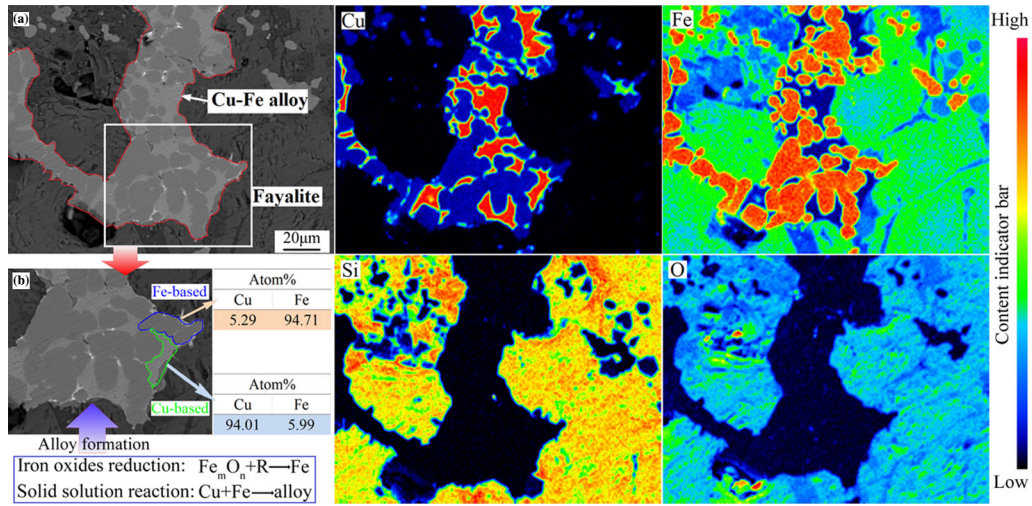 (a)
Cu-Fe alloy
Fayalite
20μm
Cu
Fe
Si
O
High
Content indicator bar
Low
(b)
Fe-based
Cu-based
Atom%
Cu Fe
5.29 94.71
Atom%
Cu Fe
94.01 5.99
Alloy formation
Iron oxides reduction: FeₘOₙ+R→Fe
Solid solution reaction: Cu+Fe→alloy